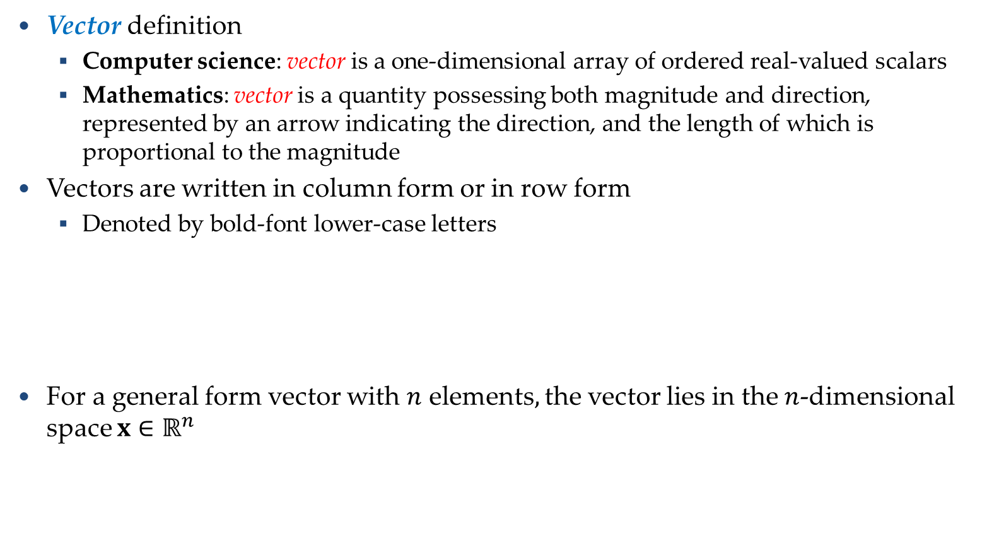 • Vector definition
▪ Computer science: vector is a one-dimensional array of ordered real-valued scalars
▪ Mathematics: vector is a quantity possessing both magnitude and direction,
represented by an arrow indicating the direction, and the length of which is
proportional to the magnitude
• Vectors are written in column form or in row form
▪ Denoted by bold-font lower-case letters
• For a general form vector with n elements, the vector lies in the n-dimensional
space x ∈ ℝⁿ